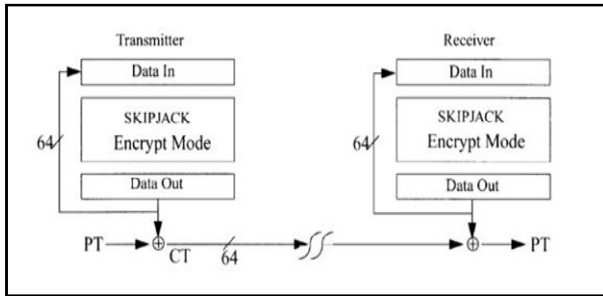 Transmitter
Receiver
Data In
Data In
SKIPJACK
Encrypt Mode
SKIPJACK
Encrypt Mode
64
64
Data Out
Data Out
PT
CT
64
PT